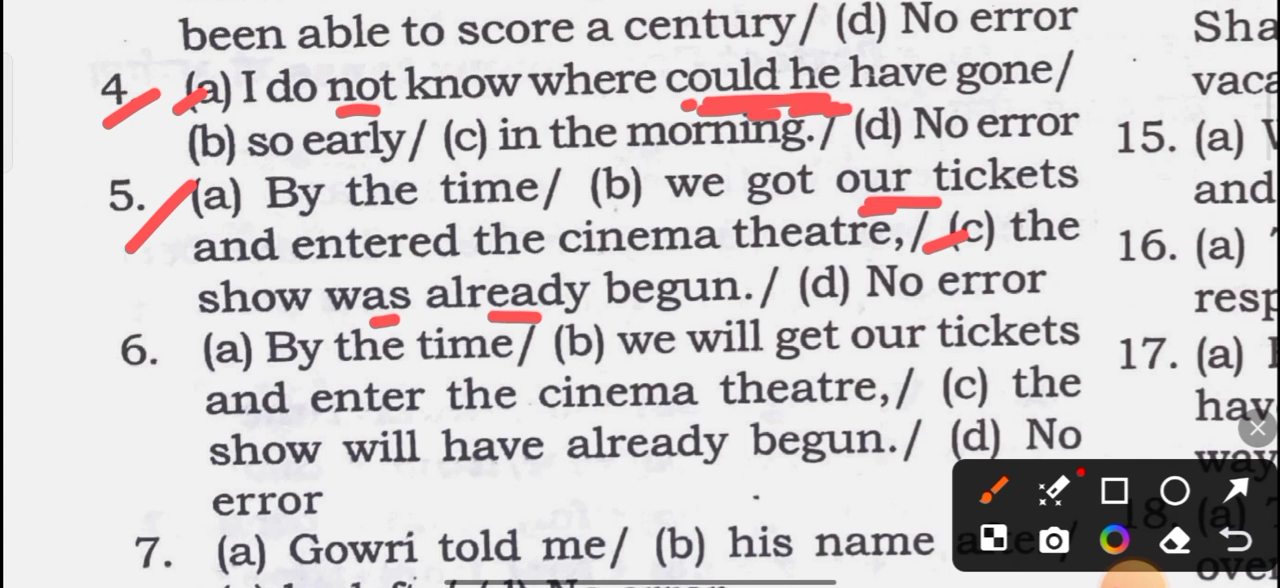 been able to score a century/ (d) No error
4. (a) I do not know where could he have gone/
(b) so early/ (c) in the morning./ (d) No error
5. (a) By the time/ (b) we got our tickets
and entered the cinema theatre,/ (c) the
show was already begun./ (d) No error
6. (a) By the time/ (b) we will get our tickets
and enter the cinema theatre,/ (c) the
show will have already begun./ (d) No
error
7. (a) Gowri told me/ (b) his name
Sha
vaca
15. (a)
and
16. (a)
resp
17. (a)
hav
way
18. (a)
over